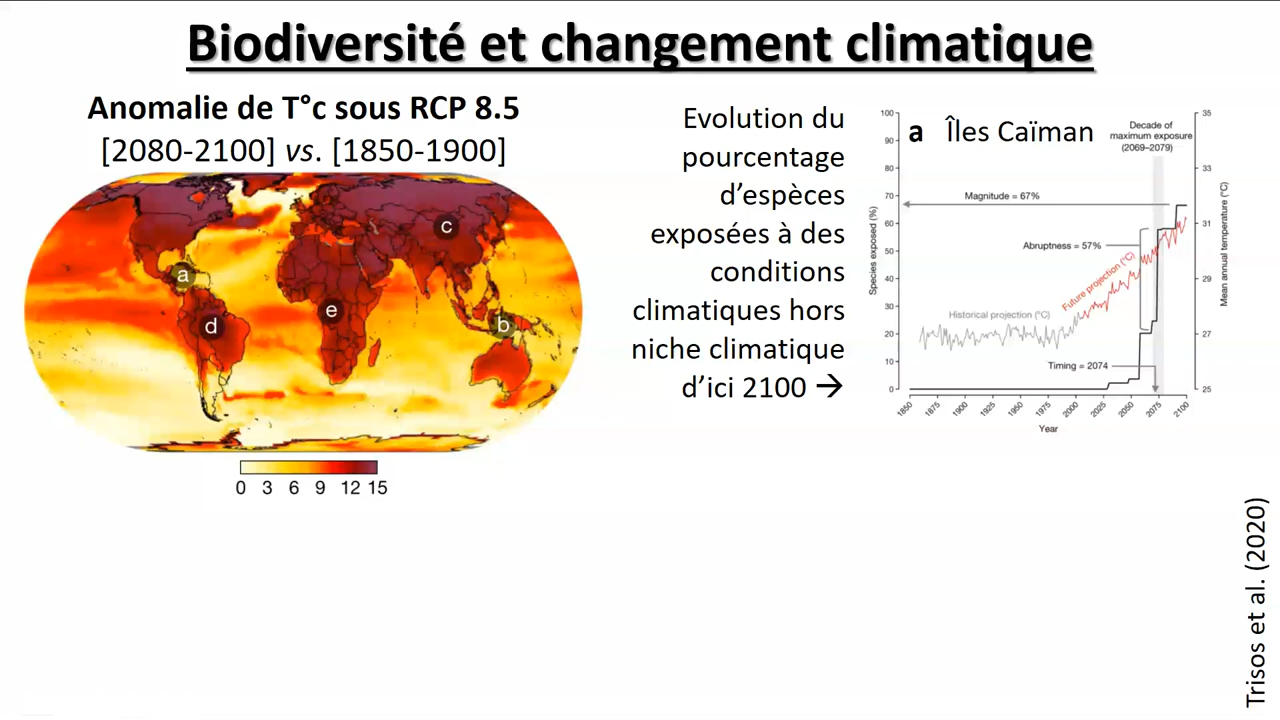 Biodiversité et changement climatique
Anomalie de T°c sous RCP 8.5
[2080-2100] vs. [1850-1900]
a
b
c
d
e
0 3 6 9 12 15
Evolution du
pourcentage
d’espèces
exposées à des
conditions
climatiques hors
niche climatique
d’ici 2100 →
a Îles Caïman
Decade of
maximum exposure
(2069–2079)
Magnitude = 67%
Abruptness = 57%
Future projection (°C)
Historical projection (°C)
Timing = 2074
Species exposed (%)
100
90
80
70
60
50
40
30
20
10
0
Mean annual temperature (°C)
35
33
31
29
27
25
1850 1875 1900 1925 1950 1975 2000 2025 2050 2075 2100
Year
Trisos et al. (2020)